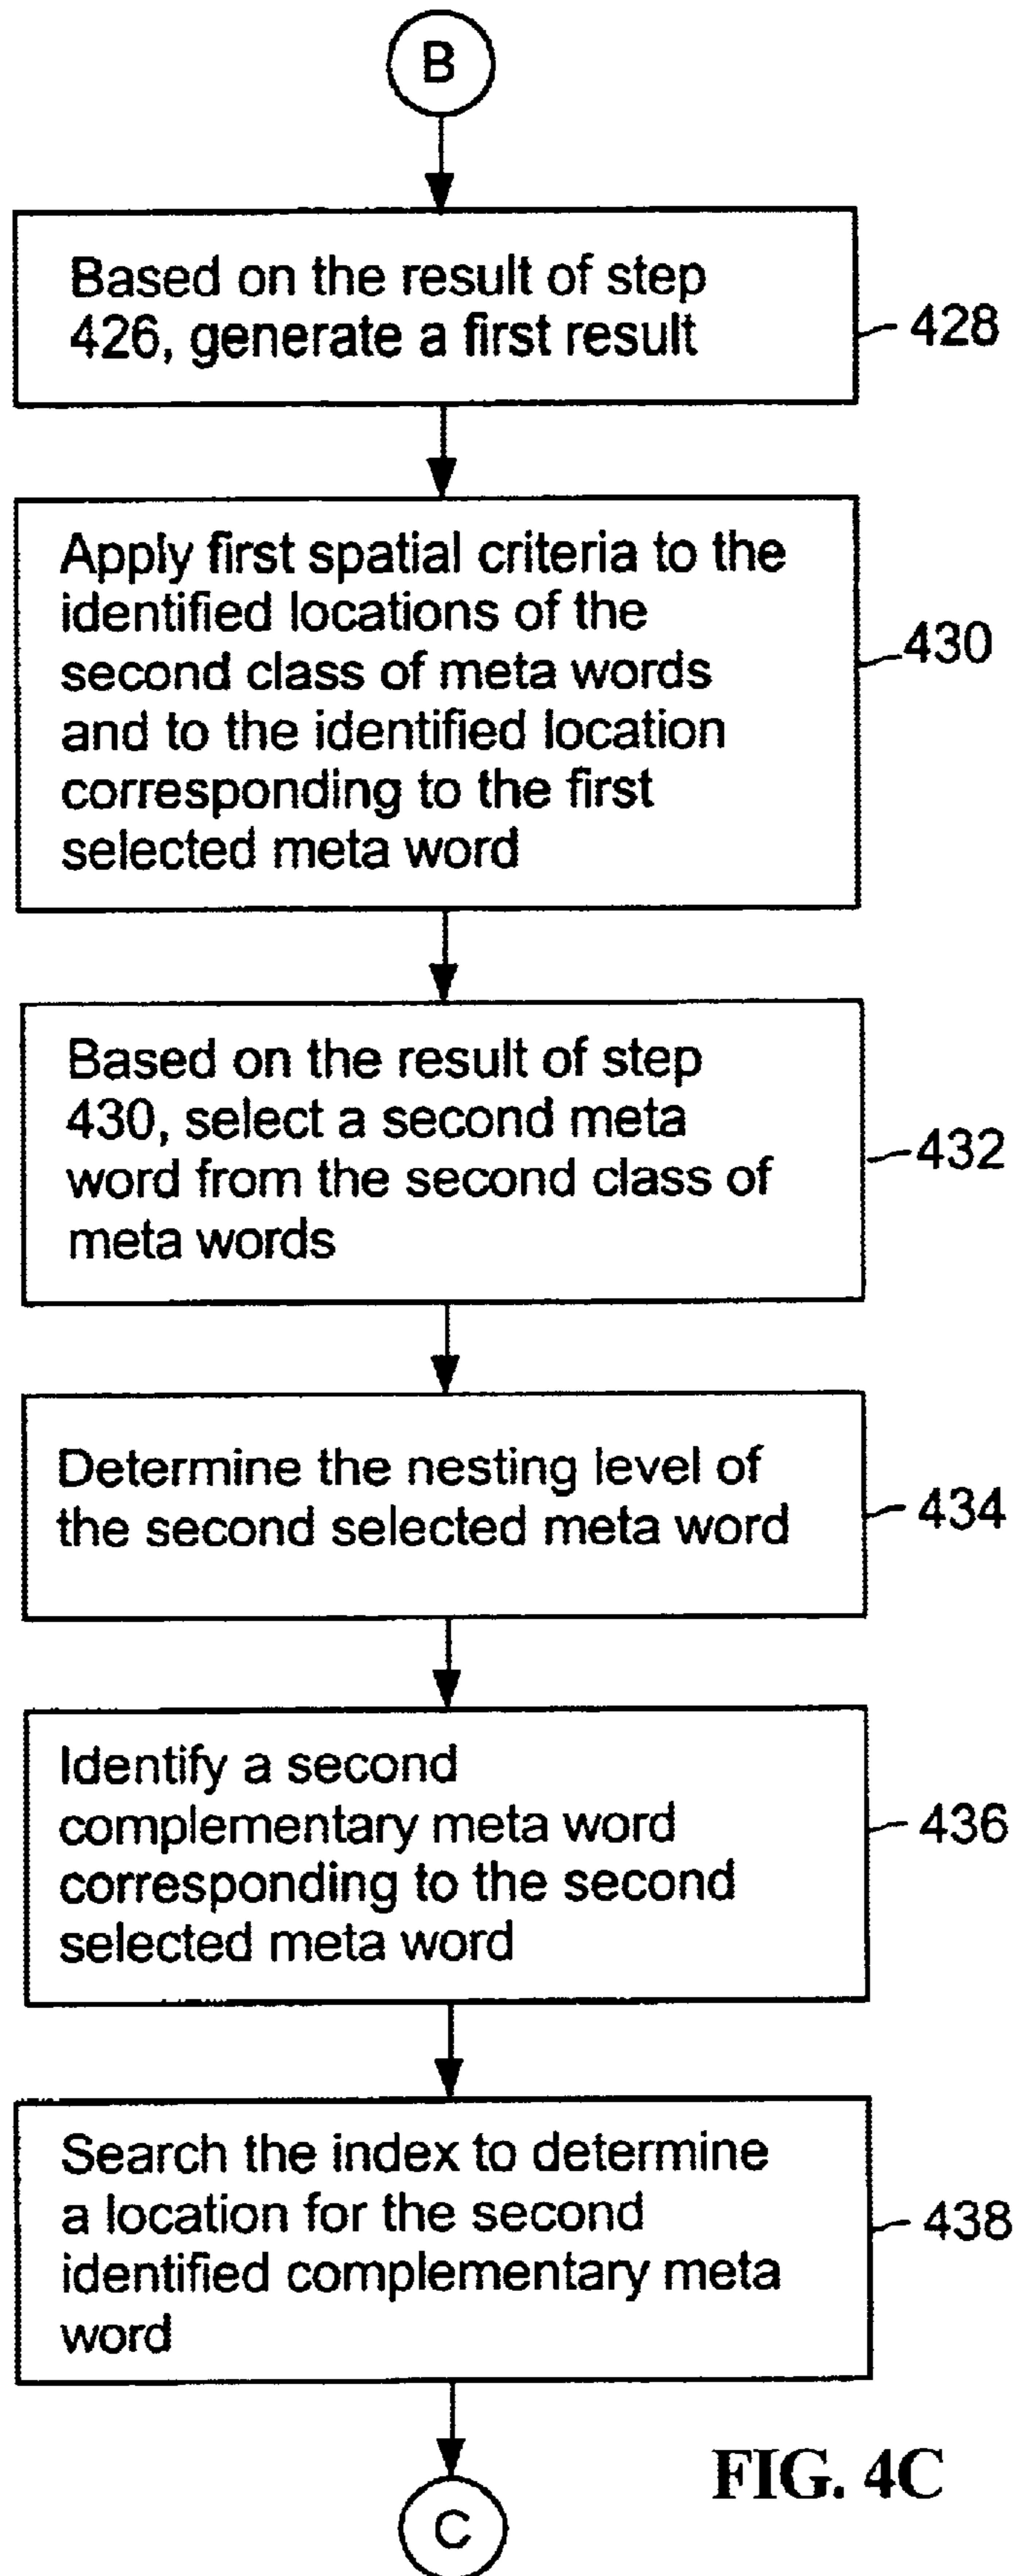 B
Based on the result of step
426, generate a first result
428
Apply first spatial criteria to the
identified locations of the
second class of meta words
and to the identified location
corresponding to the first
selected meta word
430
Based on the result of step
430, select a second meta
word from the second class of
meta words
432
Determine the nesting level of
the second selected meta word
434
Identify a second
complementary meta word
corresponding to the second
selected meta word
436
Search the index to determine
a location for the second
identified complementary meta
word
438
FIG. 4C
C